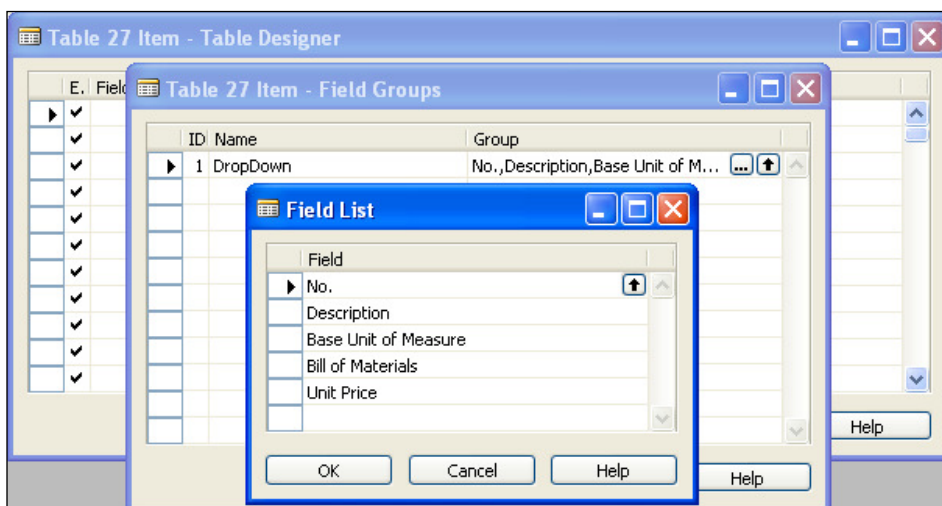 Table 27 Item - Table Designer
E. Field
Table 27 Item - Field Groups
ID Name Group
1 DropDown No.,Description,Base Unit of M...
Field List
Field
No.
Description
Base Unit of Measure
Bill of Materials
Unit Price
OK Cancel Help
Help
Help